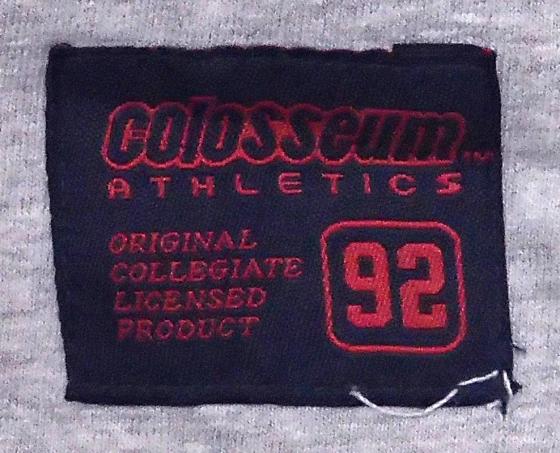 Colosseum™
ATHLETICS
ORIGINAL
COLLEGIATE
LICENSED
PRODUCT
92